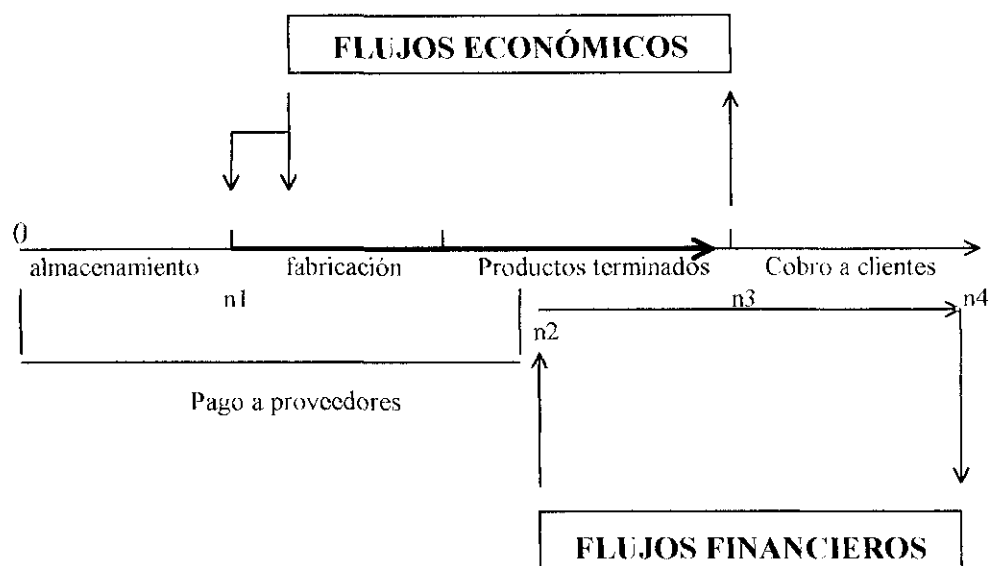 FLUJOS ECONÓMICOS
0
almacenamiento fabricación Productos terminados Cobro a clientes
n1 n3 n4
n2
Pago a proveedores
FLUJOS FINANCIEROS